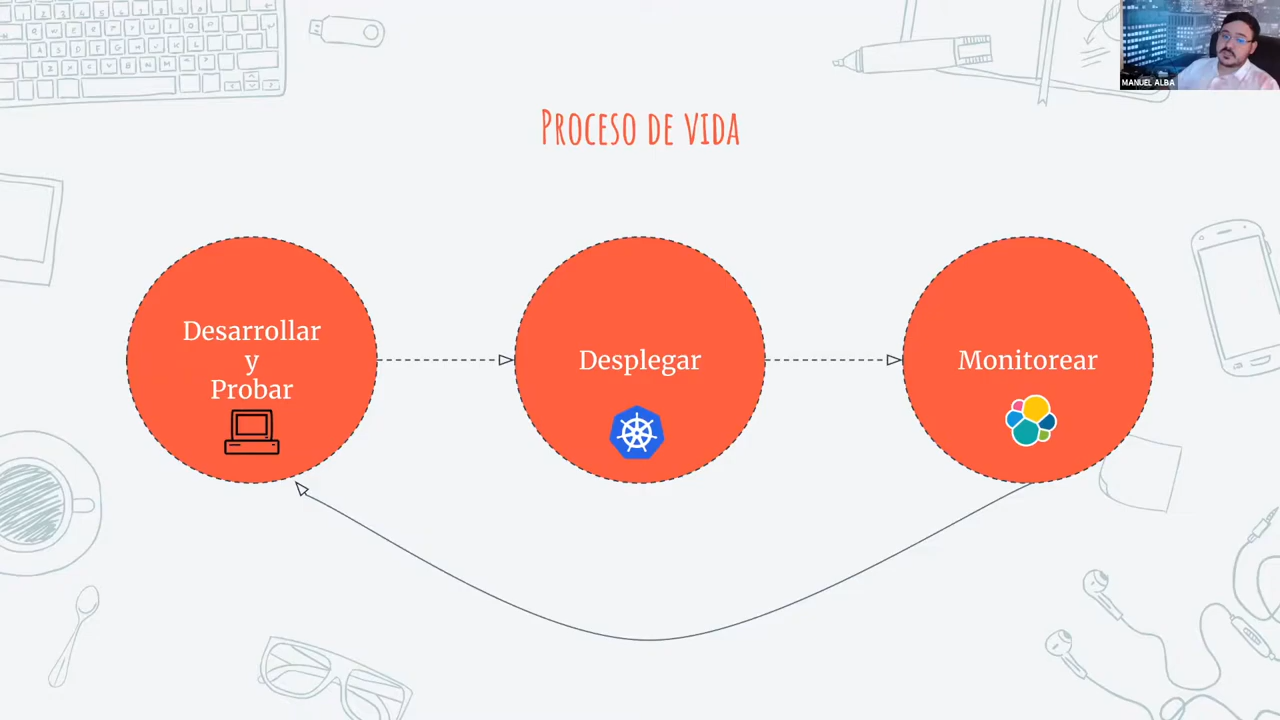 MANUEL ALBA
Proceso de vida
Desarrollar
y
Probar
Desplegar
Monitorear